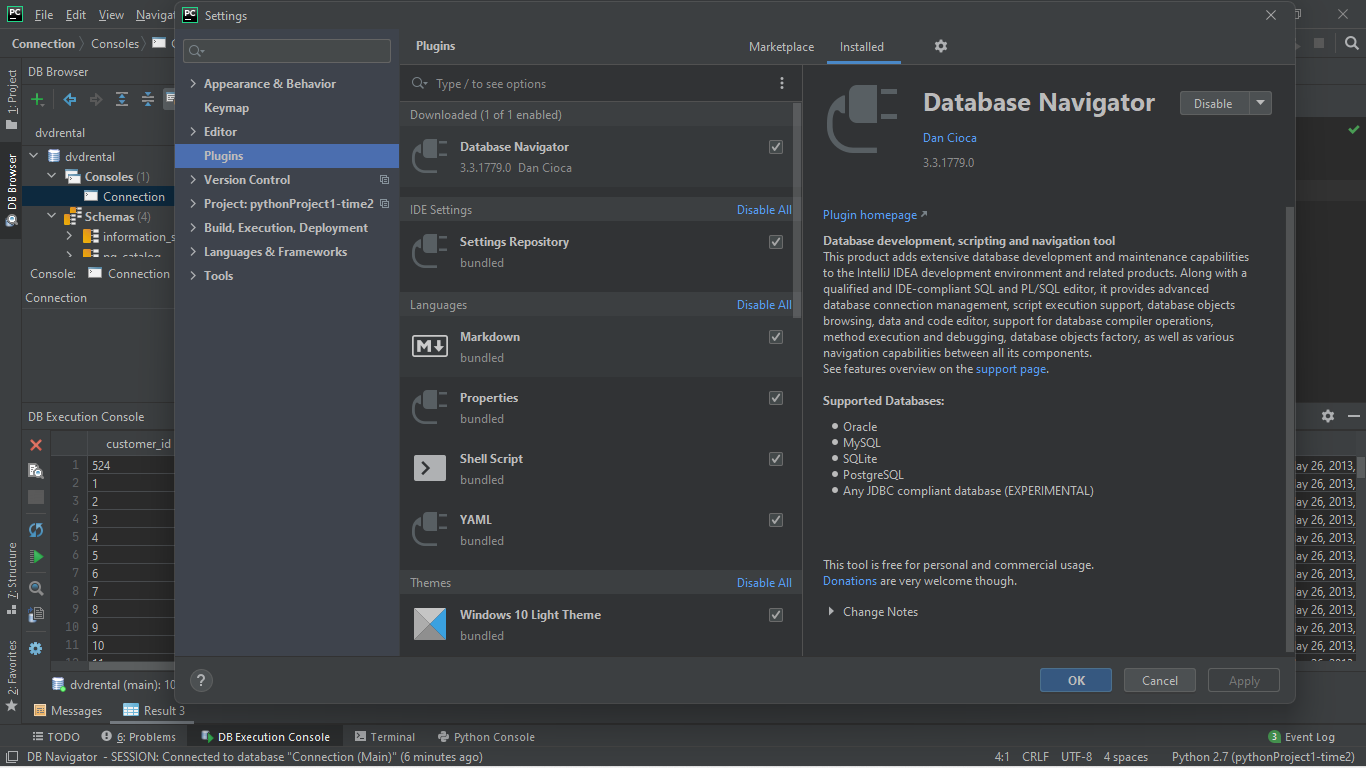 PC File Edit View Navigat
PC Settings
Connection Consoles
Plugins
Marketplace Installed
1: Project
DB Browser
DB Browser
dvdrental
dvdrental
Consoles (1)
Connection
Schemas (4)
information_s
Console: Connection
Connection
Appearance & Behavior
Keymap
Editor
Plugins
Version Control
Project: pythonProject1-time2
Build, Execution, Deployment
Languages & Frameworks
Tools
Type / to see options
Downloaded (1 of 1 enabled)
Database Navigator
3.3.1779.0 Dan Cioca
IDE Settings Disable All
Settings Repository
bundled
Languages Disable All
M Markdown
bundled
Properties
bundled
Shell Script
bundled
YAML
bundled
Themes Disable All
Windows 10 Light Theme
bundled
Database Navigator Disable
Dan Cioca
3.3.1779.0
Plugin homepage
Database development, scripting and navigation tool
This product adds extensive database development and maintenance capabilities
to the IntelliJ IDEA development environment and related products. Along with a
qualified and IDE-compliant SQL and PL/SQL editor, it provides advanced
database connection management, script execution support, database objects
browsing, data and code editor, support for database compiler operations,
method execution and debugging, database objects factory, as well as various
navigation capabilities between all its components.
See features overview on the support page.
Supported Databases:
Oracle
MySQL
SQLite
PostgreSQL
Any JDBC compliant database (EXPERIMENTAL)
This tool is free for personal and commercial usage.
Donations are very welcome though.
Change Notes
? OK Cancel Apply
DB Execution Console
customer_id
1 524 ay 26, 2013,
2 1 ay 26, 2013,
3 2 ay 26, 2013,
4 3 ay 26, 2013,
5 4 ay 26, 2013,
6 5 ay 26, 2013,
7 6 ay 26, 2013,
8 7 ay 26, 2013,
9 8 ay 26, 2013,
10 9 ay 26, 2013,
11 10 ay 26, 2013,
Z: Structure
2: Favorites
dvdrental (main): 10
Messages Result 3
TODO 6: Problems DB Execution Console Terminal Python Console 3 Event Log
DB Navigator - SESSION: Connected to database "Connection (Main)" (6 minutes ago) 4:1 CRLF UTF-8 4 spaces Python 2.7 (pythonProject1-time2)